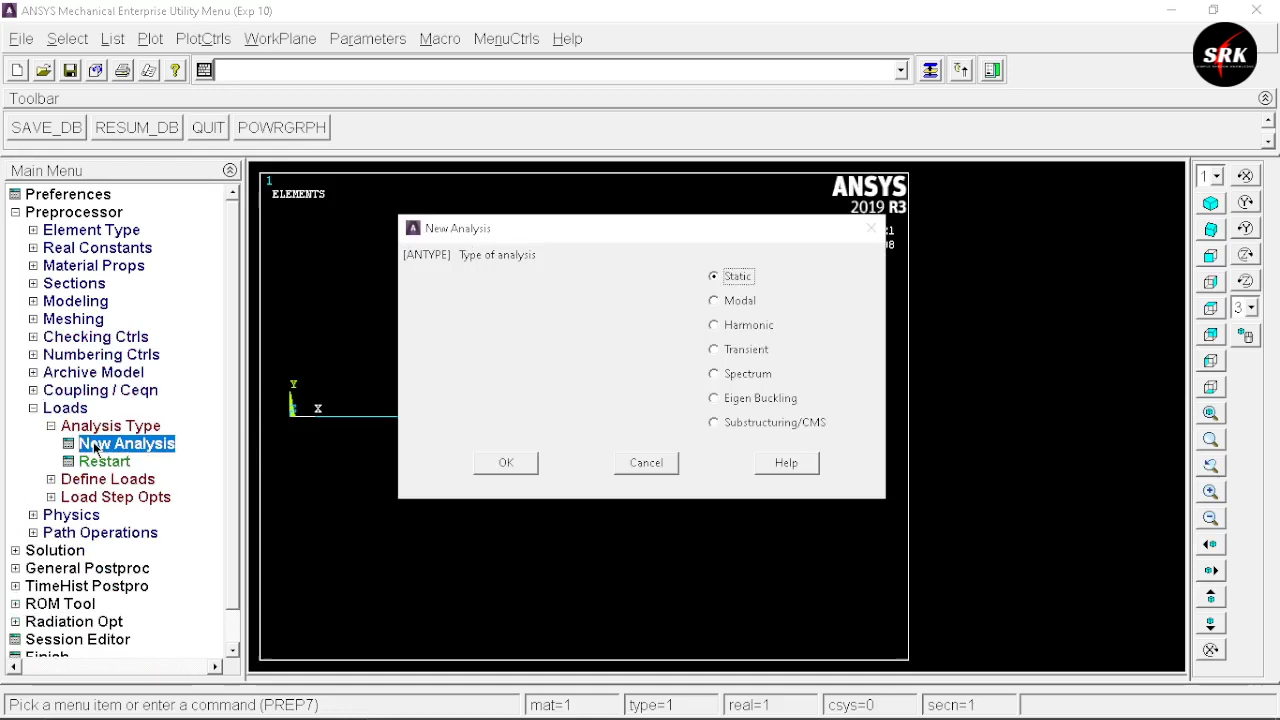 ANSYS Mechanical Enterprise Utility Menu (Exp 10)
File Select List Plot PlotCtrls WorkPlane Parameters Macro MenuCtrls Help
SRK
Toolbar
SAVE_DB RESUM_DB QUIT POWRGRPH
Main Menu
Preferences
Preprocessor
Element Type
Real Constants
Material Props
Sections
Modeling
Meshing
Checking Ctrls
Numbering Ctrls
Archive Model
Coupling / Ceqn
Loads
Analysis Type
New Analysis
Restart
Define Loads
Load Step Opts
Physics
Path Operations
Solution
General Postproc
TimeHist Postpro
ROM Tool
Radiation Opt
Session Editor
Finish
1
ELEMENTS
ANSYS
2019 R3
1
8
Y
X
New Analysis
[ANTYPE] Type of analysis
Static
Modal
Harmonic
Transient
Spectrum
Eigen Buckling
Substructuring/CMS
OK Cancel Help
1
3
Pick a menu item or enter a command (PREP7) mat=1 type=1 real=1 csys=0 secn=1